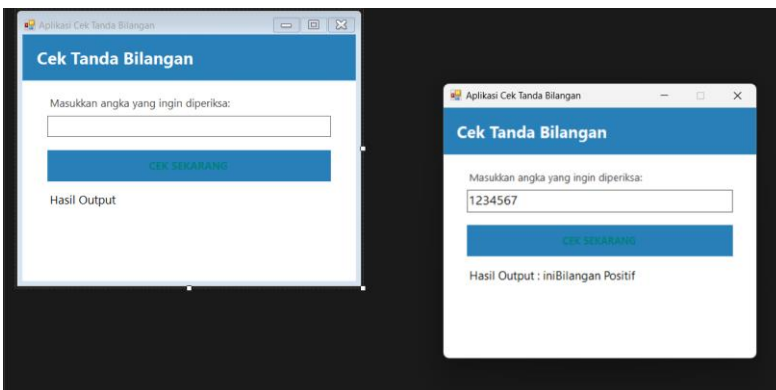 Aplikasi Cek Tanda Bilangan
Cek Tanda Bilangan
Masukkan angka yang ingin diperiksa:
CEK SEKARANG
Hasil Output
Aplikasi Cek Tanda Bilangan
Cek Tanda Bilangan
Masukkan angka yang ingin diperiksa:
1234567
CEK SEKARANG
Hasil Output : iniBilangan Positif